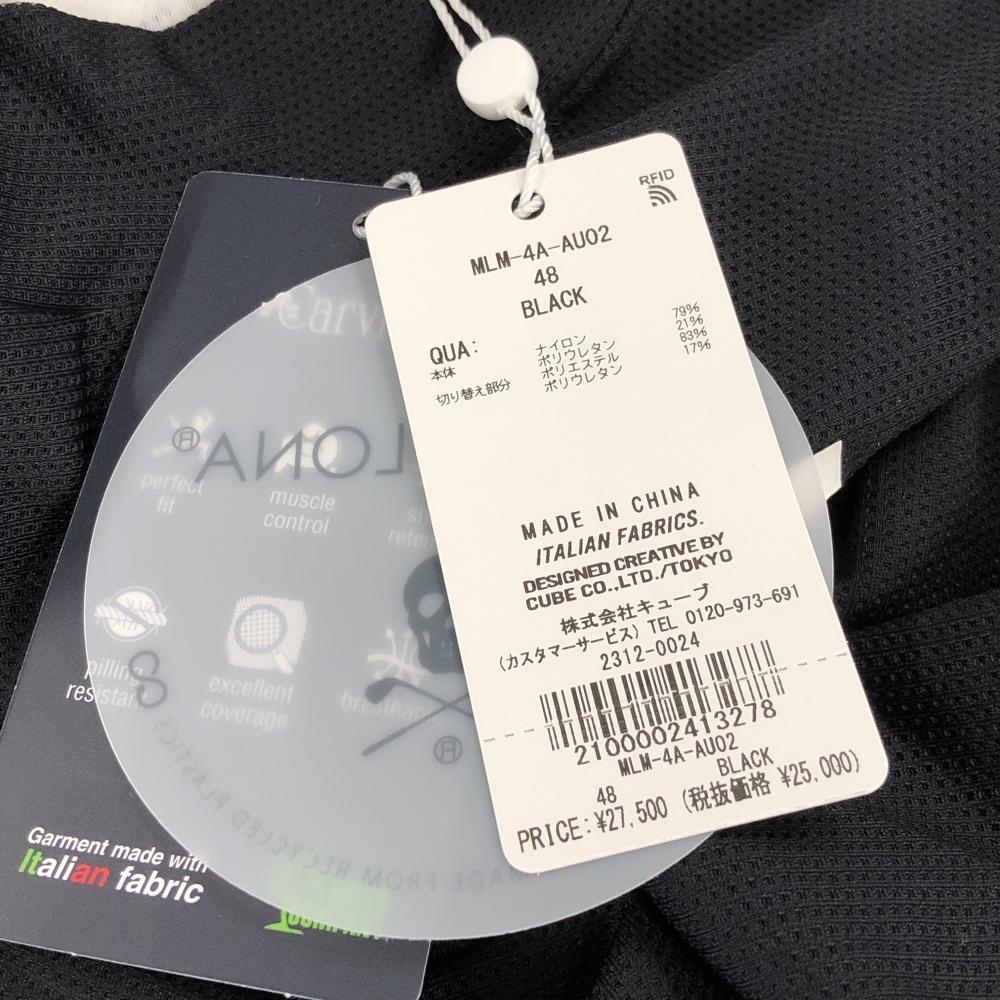 RFID
MLM-4A-AU02
48
BLACK
QUA:
本体
ナイロン 79%
ポリウレタン 21%
切り替え部分
ポリエステル 83%
ポリウレタン 17%
MADE IN CHINA
ITALIAN FABRICS.
DESIGNED CREATIVE BY
CUBE CO.,LTD./TOKYO
株式会社キューブ
(カスタマーサービス) TEL 0120-973-691
2312-0024
2100002413278
MLM-4A-AU02
48 BLACK
PRICE:¥27,500 (税抜価格 ¥25,000)
LONA®
®
MADE FROM RECYCLED PLASTICS
perfect
fit
muscle
control
pilling
resistant
excellent
coverage
Garment made with
Italian fabric